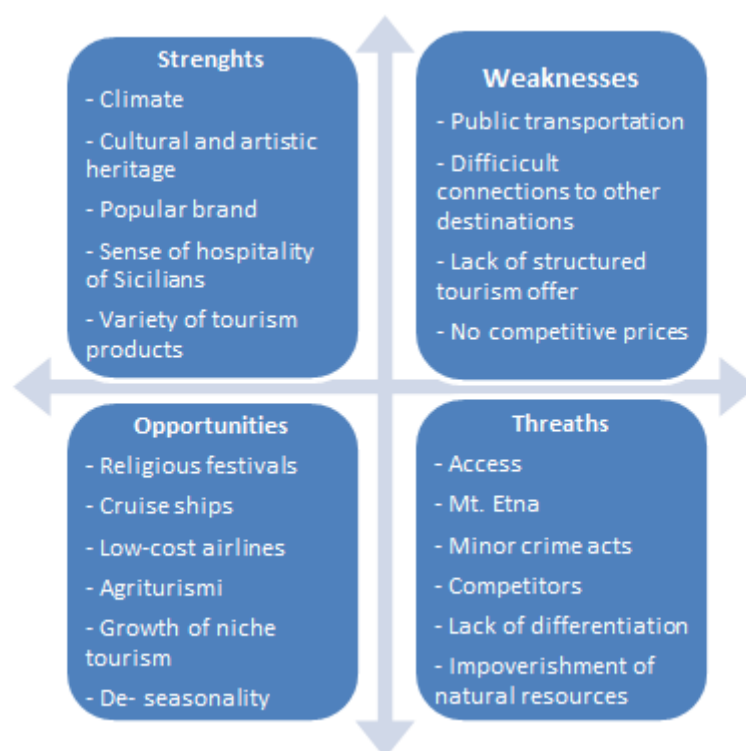 Strenghts
- Climate
- Cultural and artistic
heritage
- Popular brand
- Sense of hospitality
of Sicilians
- Variety of tourism
products
Weaknesses
- Public transportation
- Difficicult
connections to other
destinations
- Lack of structured
tourism offer
- No competitive prices
Opportunities
- Religious festivals
- Cruise ships
- Low-cost airlines
- Agriturismi
- Growth of niche
tourism
- De- seasonality
Threaths
- Access
- Mt. Etna
- Minor crime acts
- Competitors
- Lack of differentiation
- Impoverishment of
natural resources